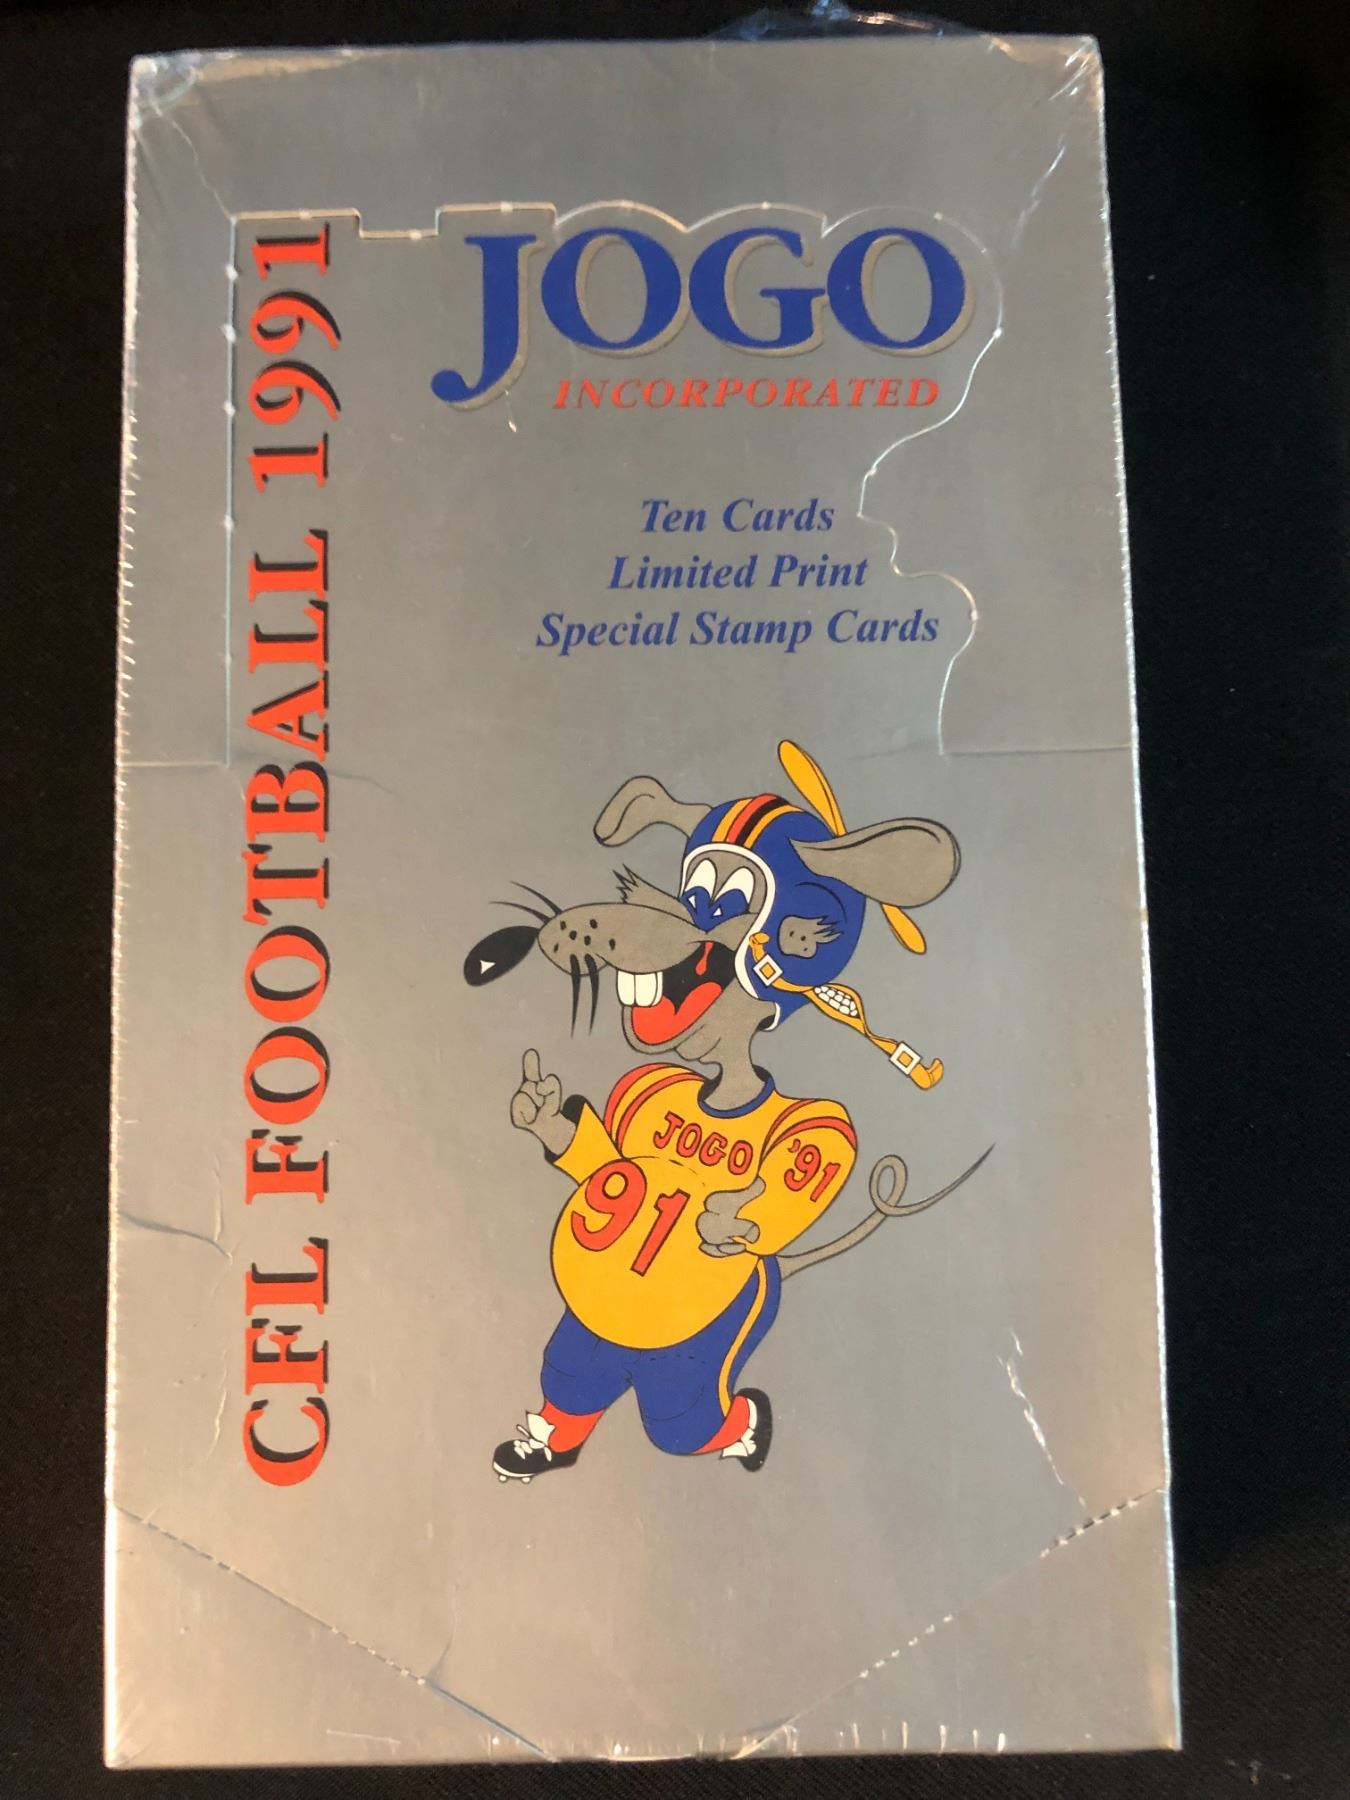 CFL FOOTBALL 1991
JOGO
INCORPORATED
Ten Cards
Limited Print
Special Stamp Cards
JOGO
'91
91